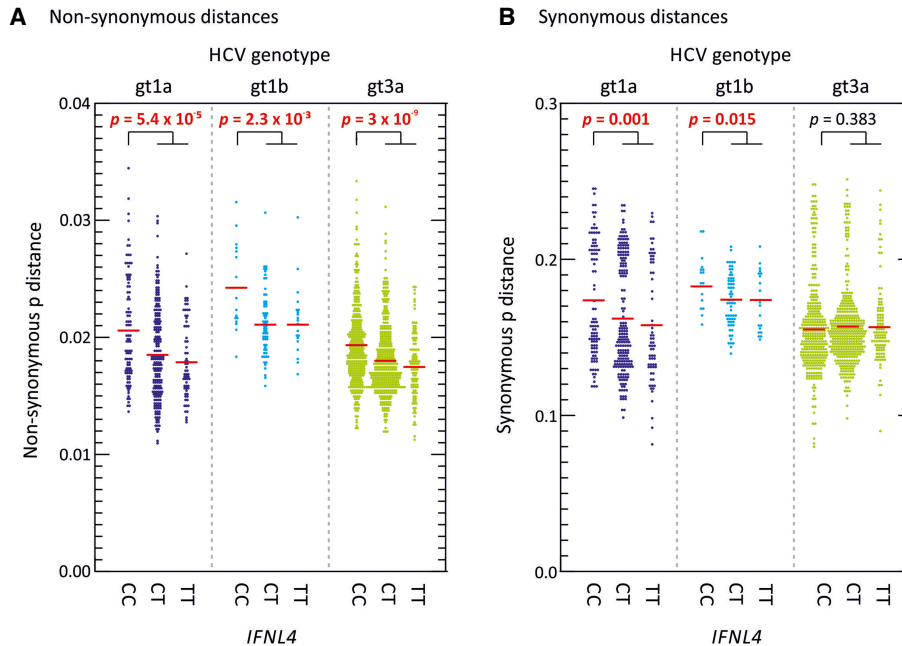 A Non-synonymous distances
HCV genotype
gt1a gt1b gt3a
0.04
p = 5.4 x 10⁻⁵ p = 2.3 x 10⁻³ p = 3 x 10⁻⁹
0.03
0.02
0.01
0.00
Non-synonymous p distance
CC CT TT CC CT TT CC CT TT
IFNL4
B Synonymous distances
HCV genotype
gt1a gt1b gt3a
0.3
p = 0.001 p = 0.015 p = 0.383
0.2
0.1
0.0
Synonymous p distance
CC CT TT CC CT TT CC CT TT
IFNL4